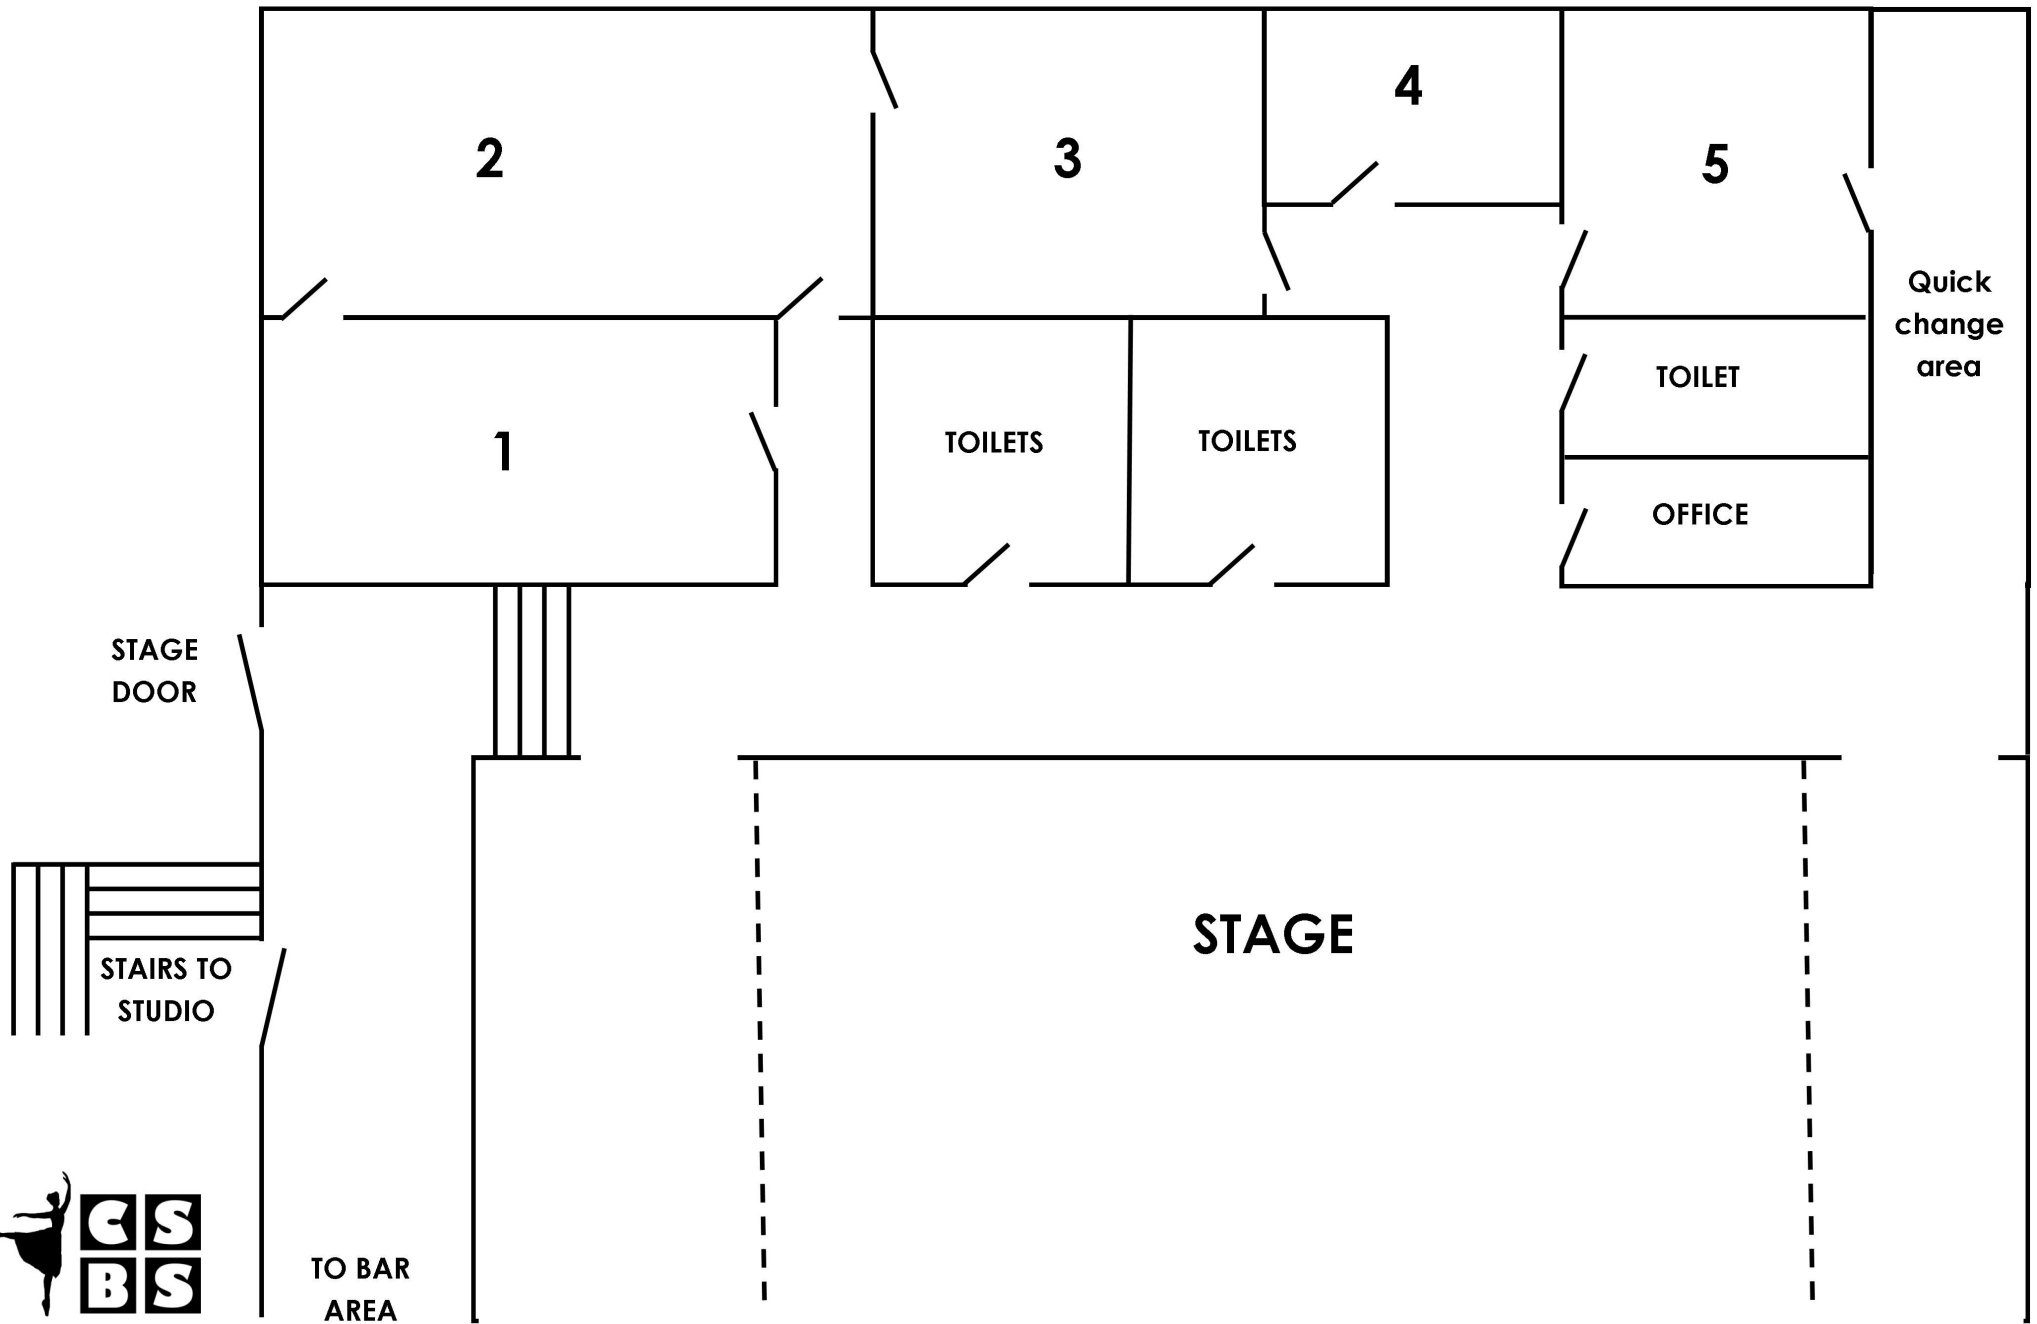 2
3
4
5
Quick
change
area
1
TOILETS
TOILETS
TOILET
OFFICE
STAGE
DOOR
STAGE
STAIRS TO
STUDIO
CS
BS
TO BAR
AREA